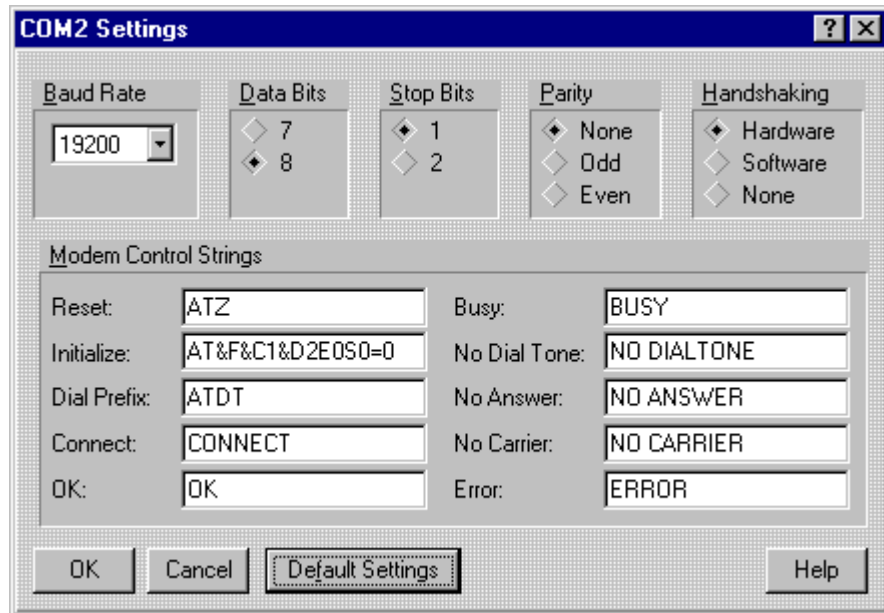 COM2 Settings
Baud Rate Data Bits Stop Bits Parity Handshaking
19200 7 1 None Hardware
8 2 Odd Software
Even None
Modem Control Strings
Reset: ATZ Busy: BUSY
Initialize: AT&F&C1&D2E0S0=0 No Dial Tone: NO DIALTONE
Dial Prefix: ATDT No Answer: NO ANSWER
Connect: CONNECT No Carrier: NO CARRIER
OK: OK Error: ERROR
OK Cancel Default Settings Help